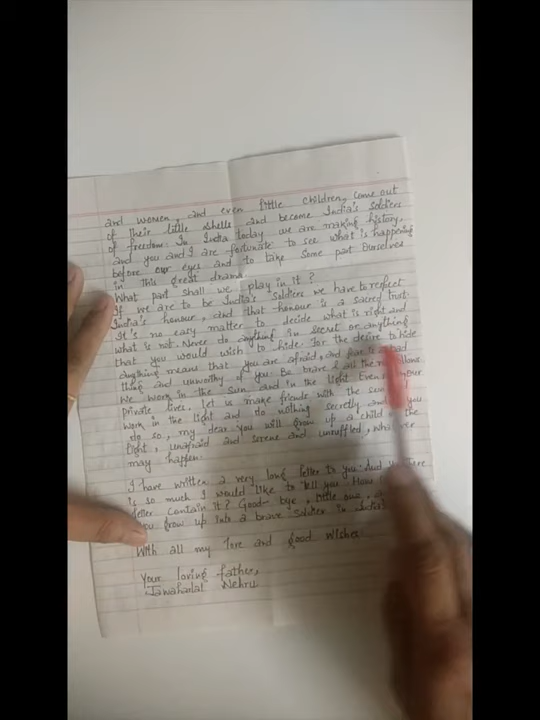 and women, and even little children, come out
of their little shells and become India's soldiers
of freedom. In India today we are making history.
and you and I are fortunate to see what is happening
before our eyes and to take some part ourselves
in this great drama
What part shall we play in it?
If we are to be India's soldiers we have to respect
India's honour, and that honour is a sacred trust.
It's no easy matter to decide what is right and
what is not. Never do anything in secret or anything
that you would wish to hide. For the desire to hide
anything means that you are afraid, and fear is a bad
thing and unworthy of you. Be brave & all the
We work in the sun and in the light. Even our
private lives. Let us make friends with the sun
work in the light and do nothing secretly, and you
do so, my dear you will grow up a child the
light, unafraid and serene and unruffled,
may happen.
I have written a very long letter to you. And
is so much I would like to tell you. How
letter contain it? Good-bye, little one, a
you grow up into a brave soldier in India's
With all my love and good wishes
Your loving father,
Jawaharlal Nehru